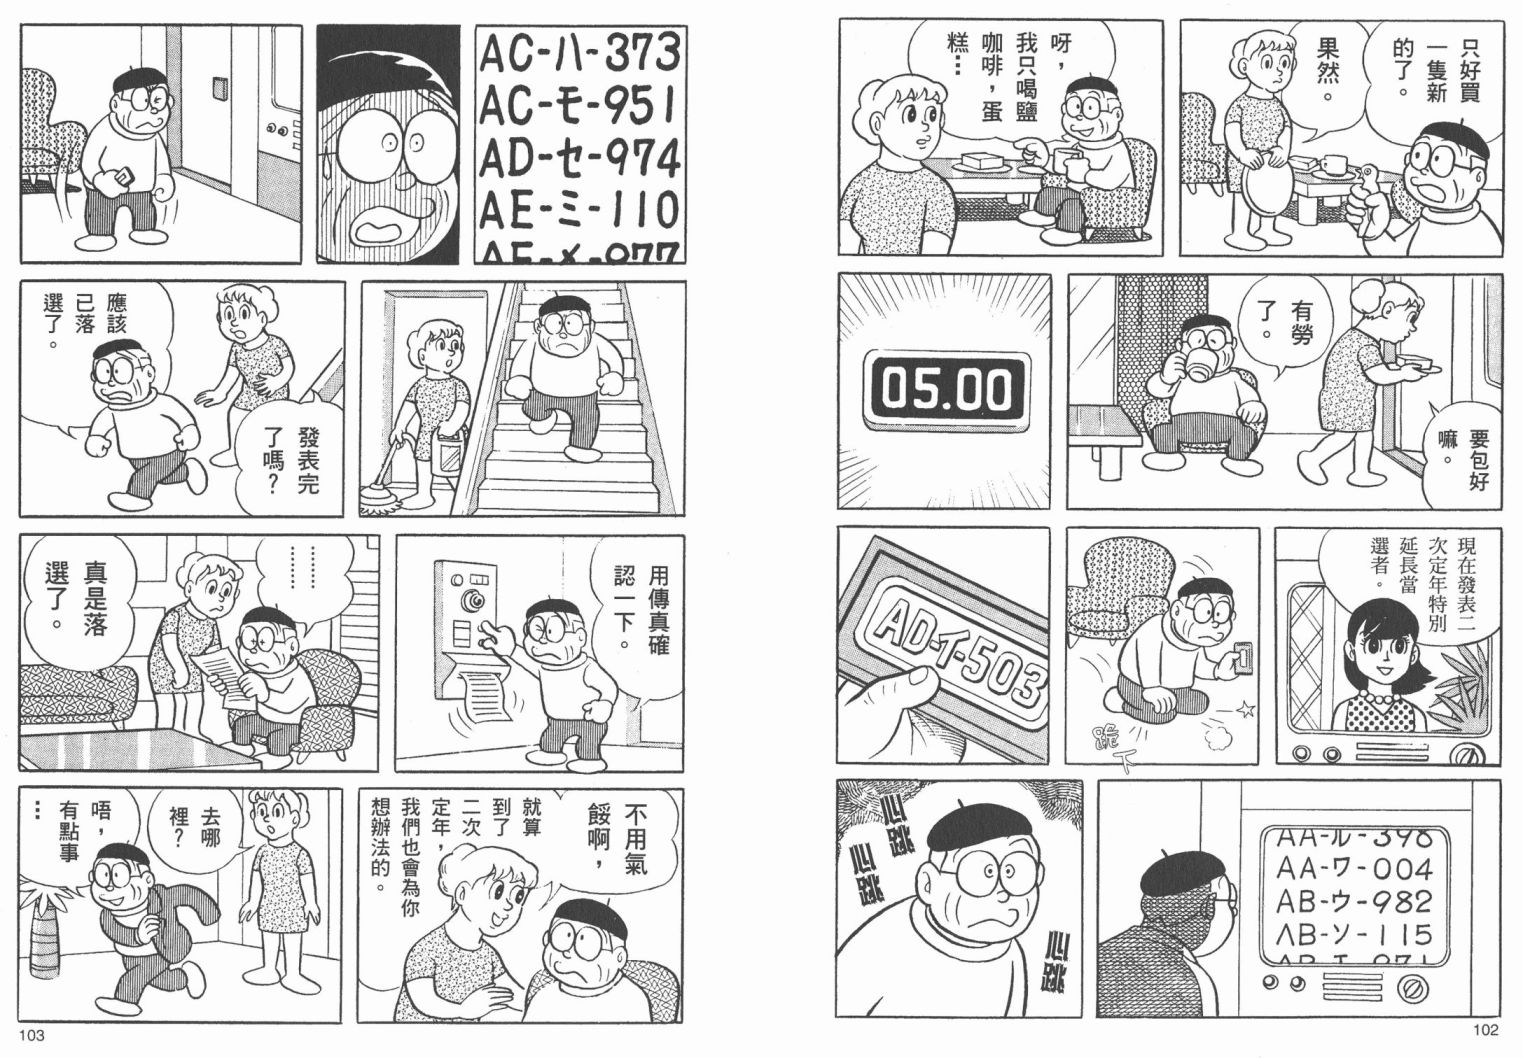 只好買
一隻新
的了。
果然。
呀，
我只喝鹽
咖啡，蛋
糕…
要包好
嘛。
有勞
了。
05.00
現在發表二
次定年特別
延長當
選者。
跪
下
AD-イ-503
AA-ル-398
AA-ワ-004
AB-ウ-982
AB-ソ-115
102
AC-ハ-373
AC-モ-951
AD-セ-974
AE-ミ-110
AE-メ-977
發表完
了嗎？
應該
已落
選了。
用傳真確
認一下。
………
真是落
選了。
不用氣
餒啊，
就算
到了
二次
定年，
我們也會為你
想辦法的。
去哪
裡？
唔，
有點事
…
103